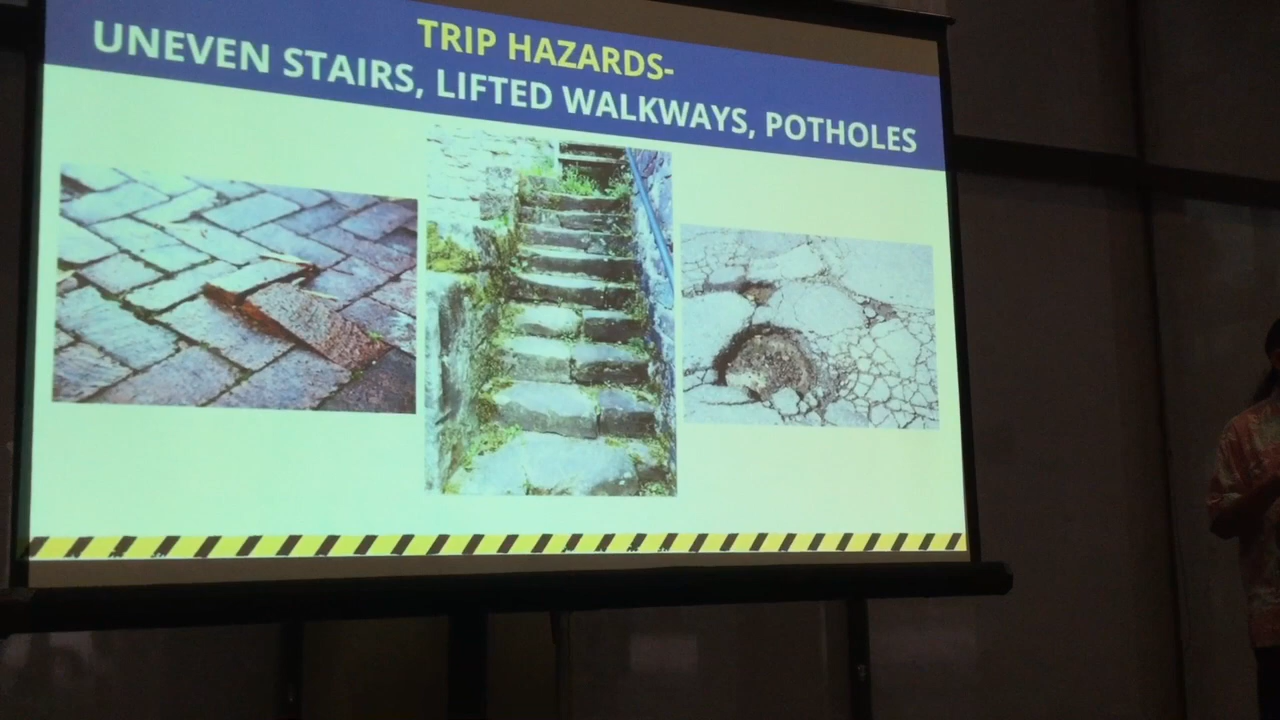 TRIP HAZARDS-
UNEVEN STAIRS, LIFTED WALKWAYS, POTHOLES